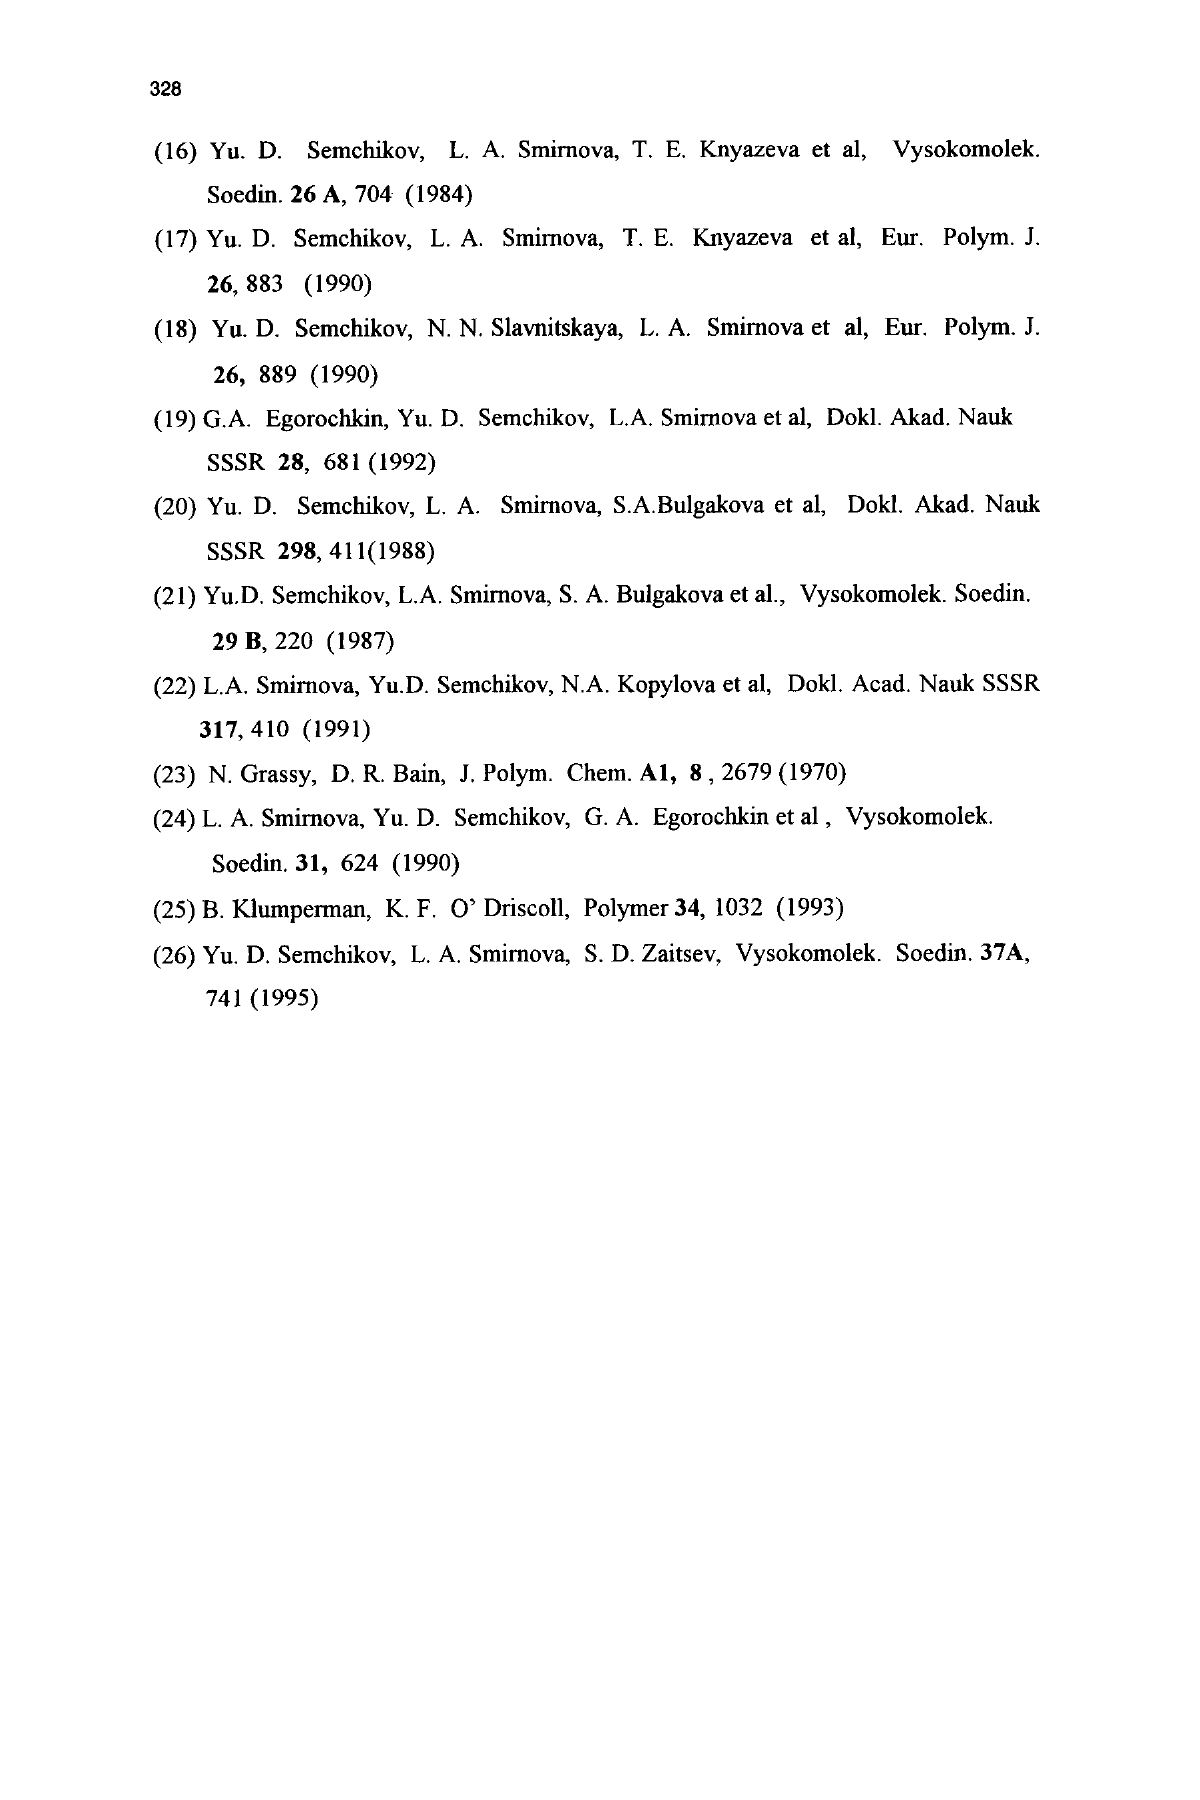 328
(16) Yu. D. Semchikov, L. A. Smirnova, T. E. Knyazeva et al, Vysokomolek.
Soedin. 26 A, 704 (1984)
(17) Yu. D. Semchikov, L. A. Smirnova, T. E. Knyazeva et al, Eur. Polym. J.
26, 883 (1990)
(18) Yu. D. Semchikov, N. N. Slavnitskaya, L. A. Smirnova et al, Eur. Polym. J.
26, 889 (1990)
(19) G.A. Egorochkin, Yu. D. Semchikov, L.A. Smirnova et al, Dokl. Akad. Nauk
SSSR 28, 681 (1992)
(20) Yu. D. Semchikov, L. A. Smirnova, S.A.Bulgakova et al, Dokl. Akad. Nauk
SSSR 298, 411(1988)
(21) Yu.D. Semchikov, L.A. Smirnova, S. A. Bulgakova et al., Vysokomolek. Soedin.
29 B, 220 (1987)
(22) L.A. Smirnova, Yu.D. Semchikov, N.A. Kopylova et al, Dokl. Acad. Nauk SSSR
317, 410 (1991)
(23) N. Grassy, D. R. Bain, J. Polym. Chem. A1, 8 , 2679 (1970)
(24) L. A. Smirnova, Yu. D. Semchikov, G. A. Egorochkin et al , Vysokomolek.
Soedin. 31, 624 (1990)
(25) B. Klumperman, K. F. O’ Driscoll, Polymer 34, 1032 (1993)
(26) Yu. D. Semchikov, L. A. Smirnova, S. D. Zaitsev, Vysokomolek. Soedin. 37A,
741 (1995)